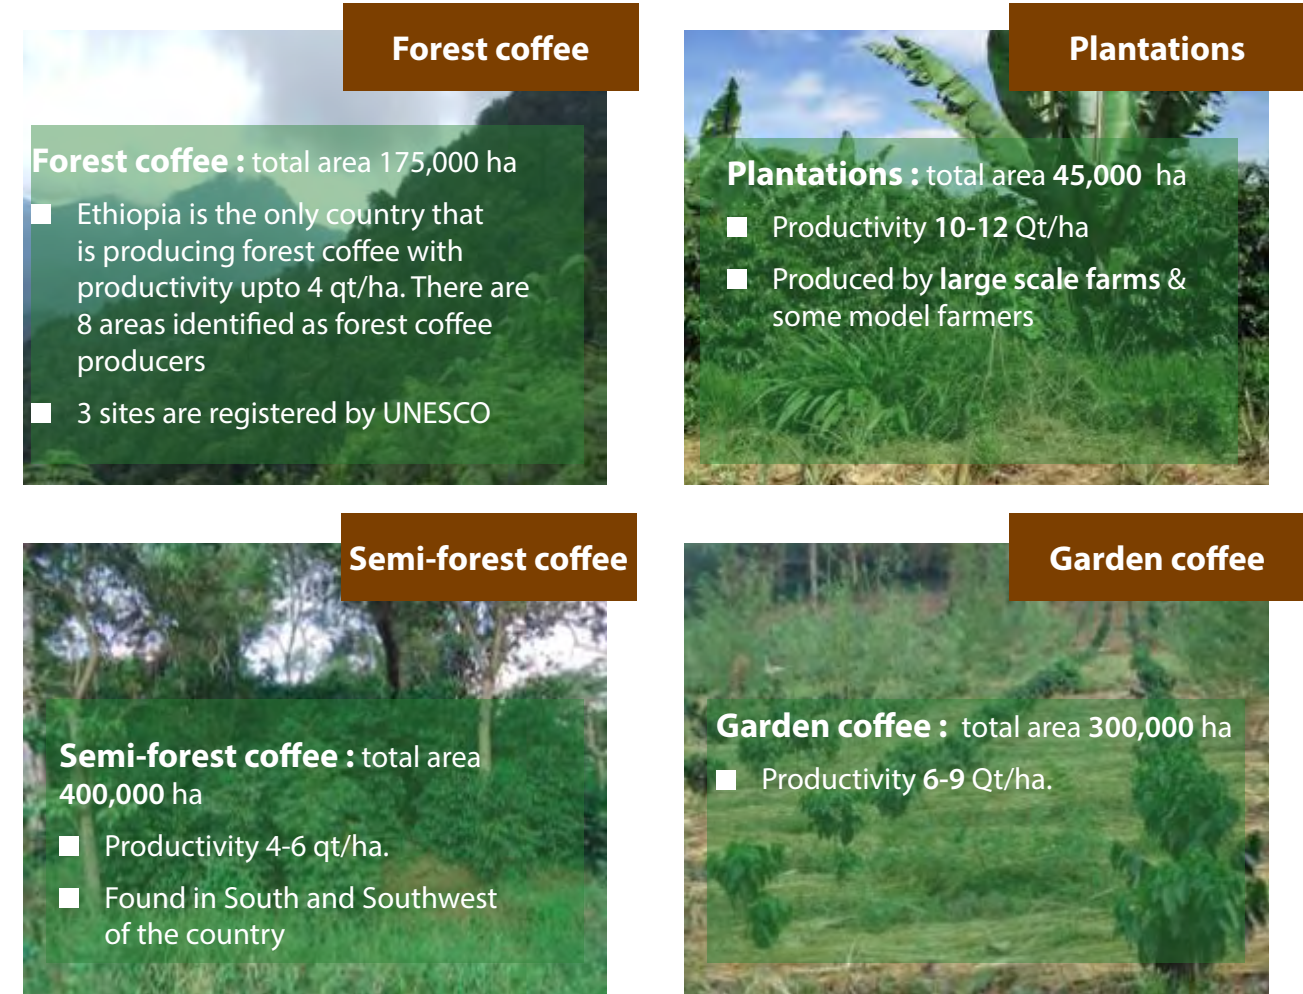 Forest coffee
Forest coffee : total area 175,000 ha
Ethiopia is the only country that
is producing forest coffee with
productivity upto 4 qt/ha. There are
8 areas identified as forest coffee
producers
3 sites are registered by UNESCO
Plantations
Plantations : total area 45,000 ha
Productivity 10-12 Qt/ha
Produced by large scale farms &
some model farmers
Semi-forest coffee
Semi-forest coffee : total area
400,000 ha
Productivity 4-6 qt/ha.
Found in South and Southwest
of the country
Garden coffee
Garden coffee : total area 300,000 ha
Productivity 6-9 Qt/ha.